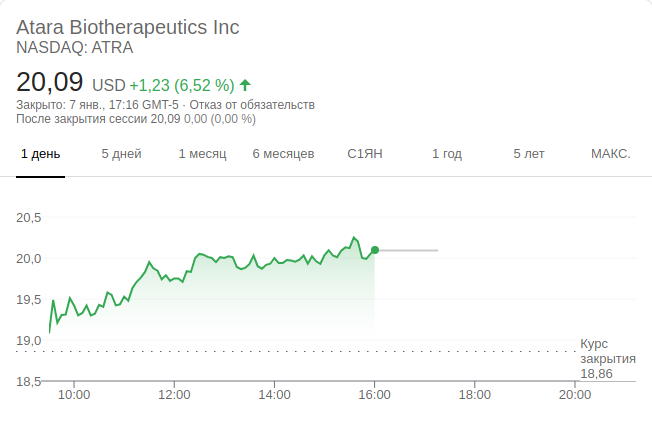 Atara Biotherapeutics Inc
NASDAQ: ATRA
20,09 USD +1,23 (6,52 %)
Закрыто: 7 янв., 17:16 GMT-5 · Отказ от обязательств
После закрытия сессии 20,09 0,00 (0,00 %)
1 день 5 дней 1 месяц 6 месяцев С1ЯН 1 год 5 лет МАКС.
20,5
20,0
19,5
19,0
Курс
закрытия
18,86
18,5
10:00 12:00 14:00 16:00 18:00 20:00